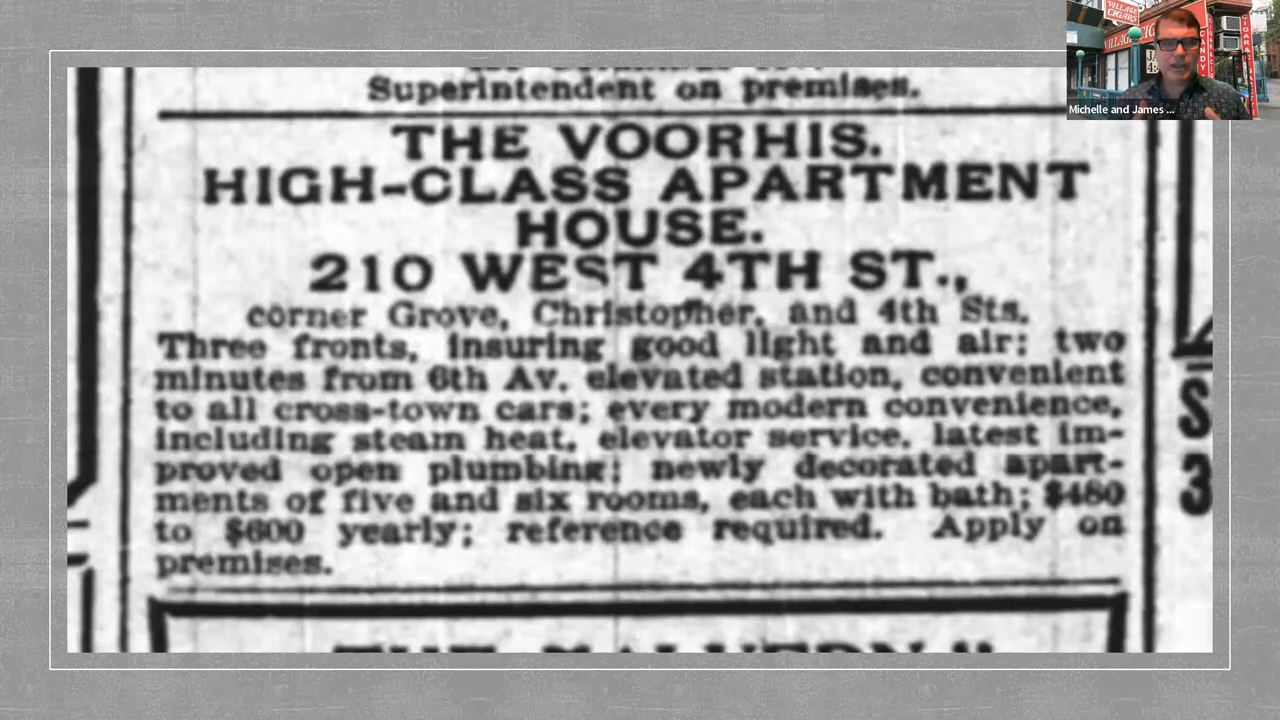 Superintendent on premises.
THE VOORHIS.
HIGH-CLASS APARTMENT
HOUSE.
210 WEST 4TH ST.,
corner Grove, Christopher, and 4th Sts.
Three fronts, insuring good light and air; two
minutes from 6th Av. elevated station, convenient
to all cross-town cars; every modern convenience,
including steam heat, elevator service, latest im-
proved open plumbing; newly decorated apart-
ments of five and six rooms, each with bath; $480
to $600 yearly; reference required. Apply on
premises.
S
3
VILLAGE
CIGARS
VILLAGE
Michelle and James ...